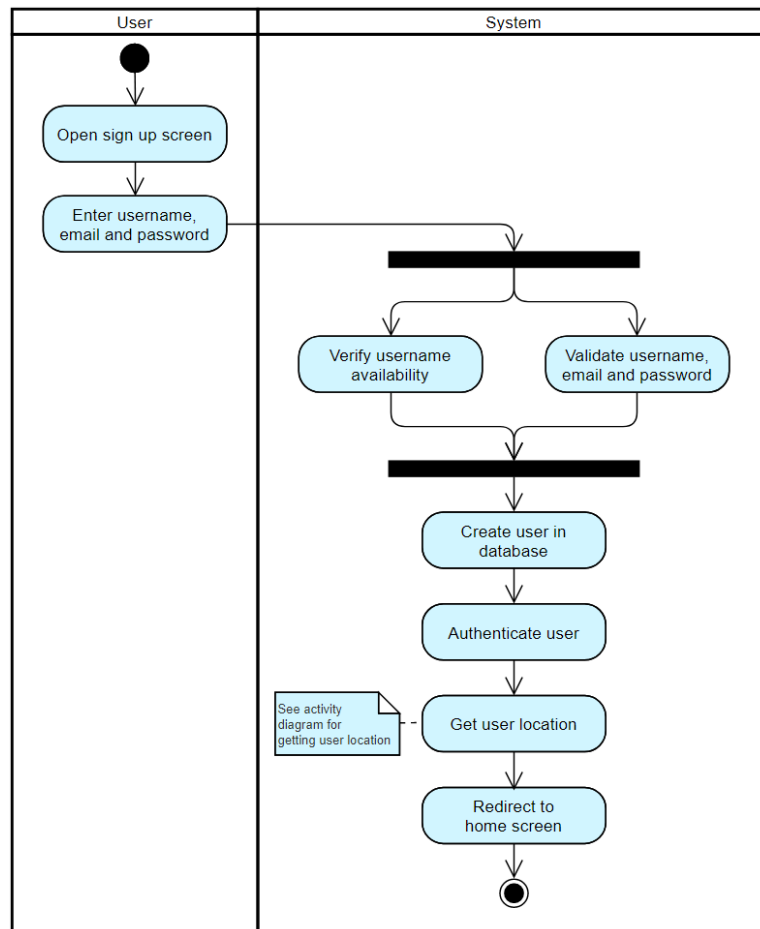 User
System
Open sign up screen
Enter username,
email and password
Verify username
availability
Validate username,
email and password
Create user in
database
Authenticate user
See activity
diagram for
getting user location
Get user location
Redirect to
home screen